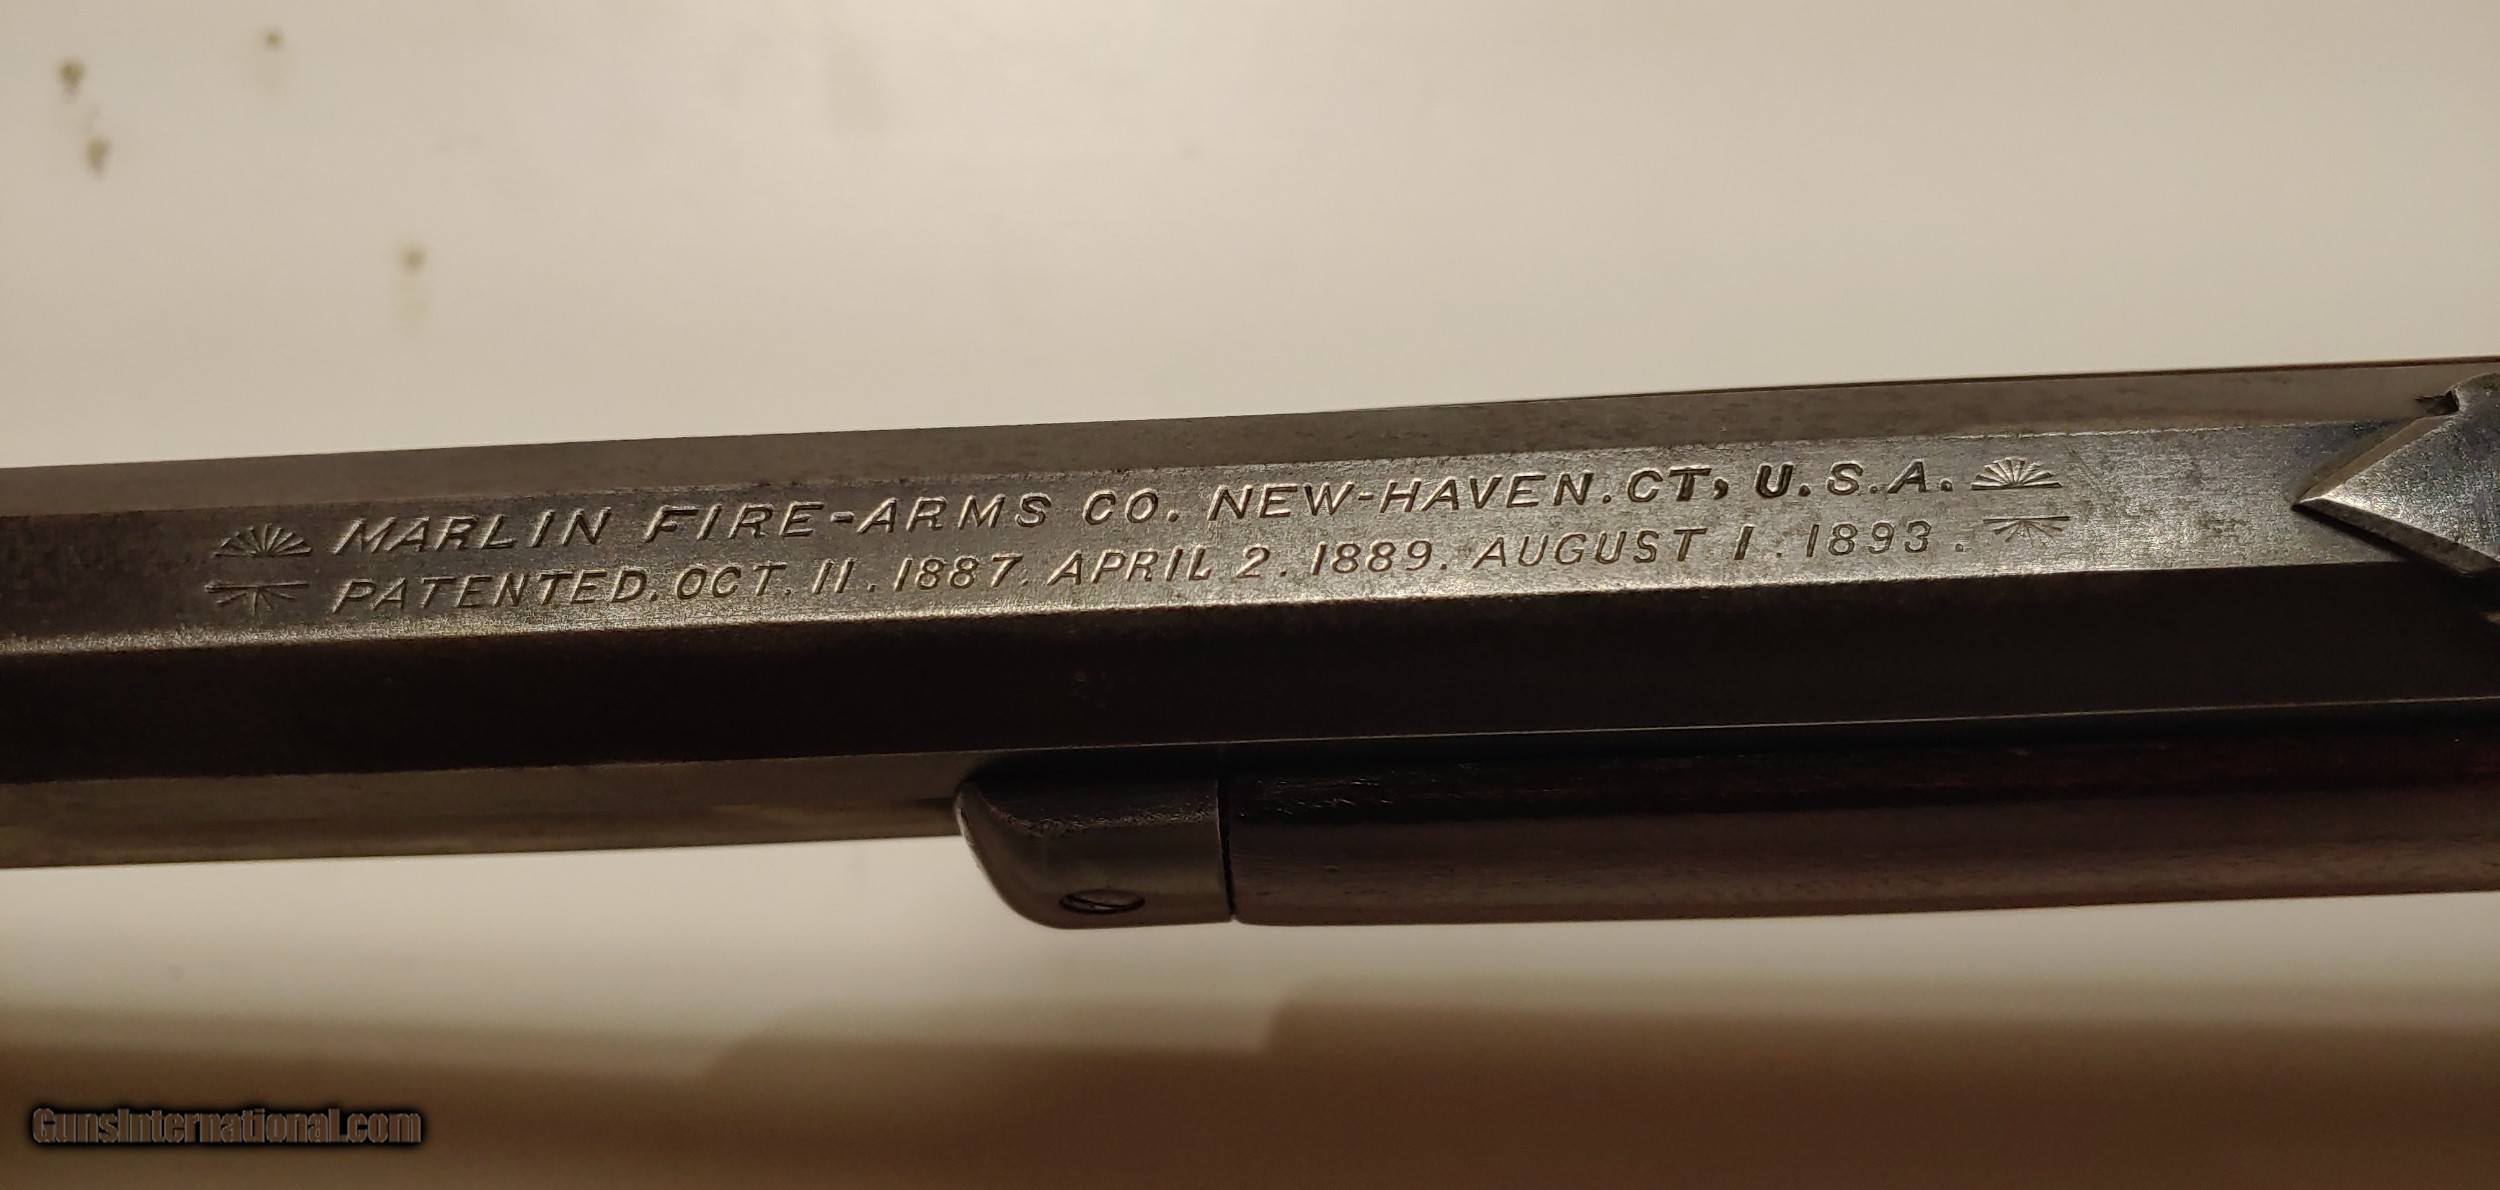 MARLIN FIRE-ARMS CO. NEW-HAVEN.CT, U.S.A.
PATENTED. OCT. 11. 1887. APRIL 2. 1889. AUGUST 1. 1893.
GunsInternational.com